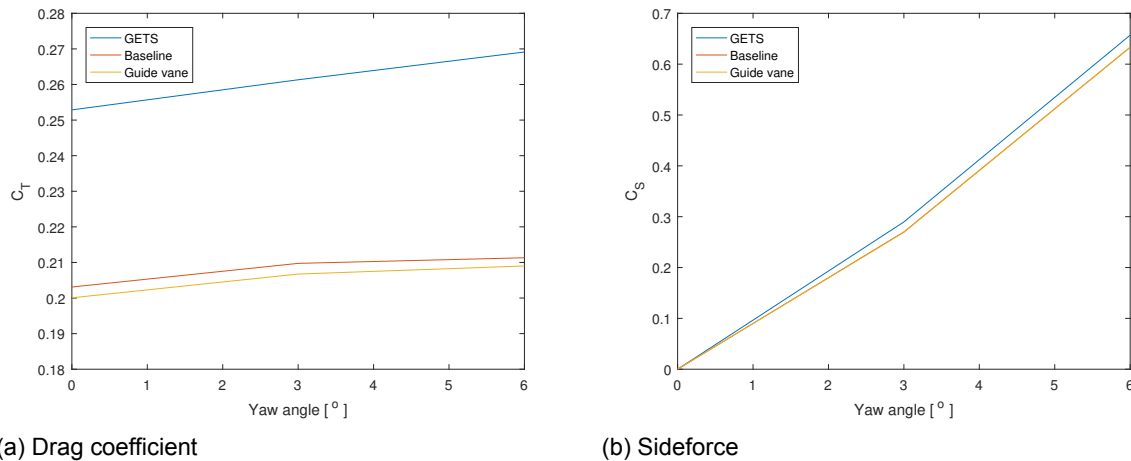 0.28
0.27
0.26
0.25
0.24
0.23
0.22
0.21
0.2
0.19
0.18
C_T
GETS
Baseline
Guide vane
0 1 2 3 4 5 6
Yaw angle [ ° ]
(a) Drag coefficient
0.7
0.6
0.5
0.4
0.3
0.2
0.1
0
C_S
GETS
Baseline
Guide vane
0 1 2 3 4 5 6
Yaw angle [ ° ]
(b) Sideforce